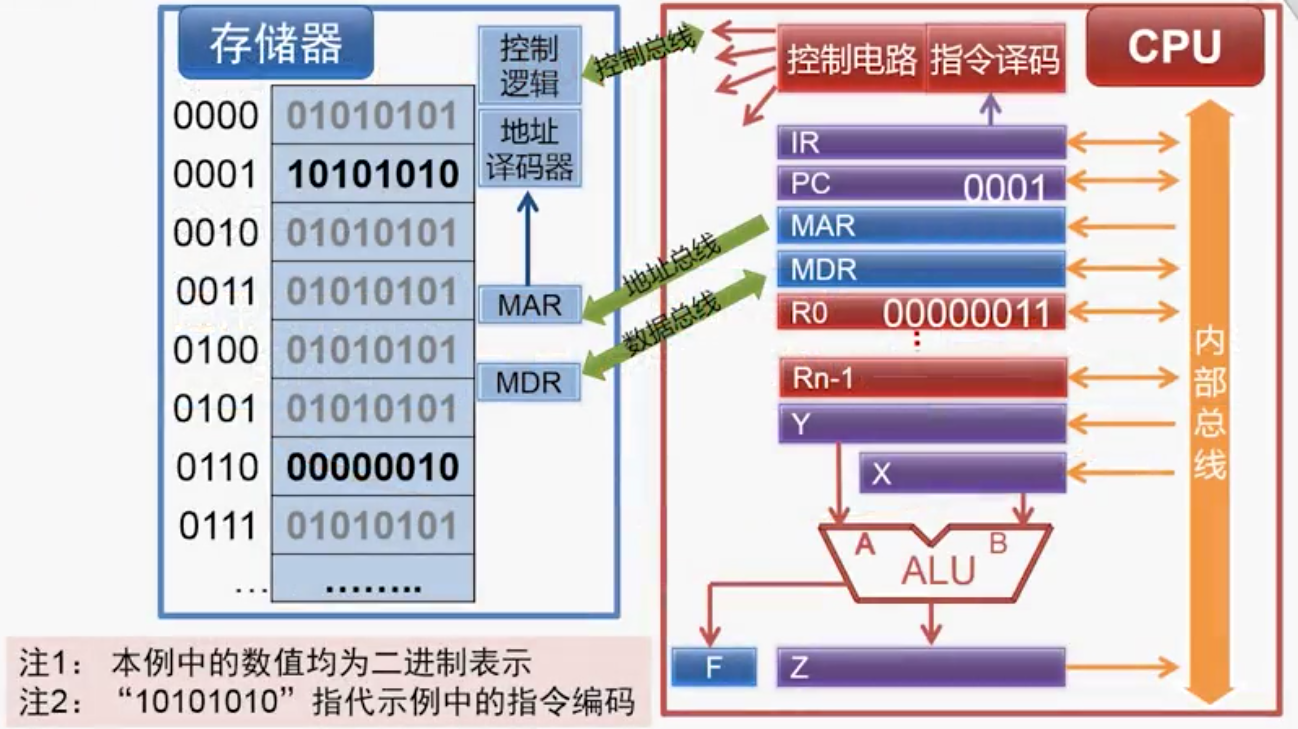 存储器
控制
逻辑
地址
译码器
MAR
MDR
0000 01010101
0001 10101010
0010 01010101
0011 01010101
0100 01010101
0101 01010101
0110 00000010
0111 01010101
... ........
控制总线
地址总线
数据总线
CPU
控制电路 指令译码
IR
PC 0001
MAR
MDR
R0 00000011
Rn-1
Y
X
A B
ALU
F
Z
内部总线
注1： 本例中的数值均为二进制表示
注2： “10101010”指代示例中的指令编码